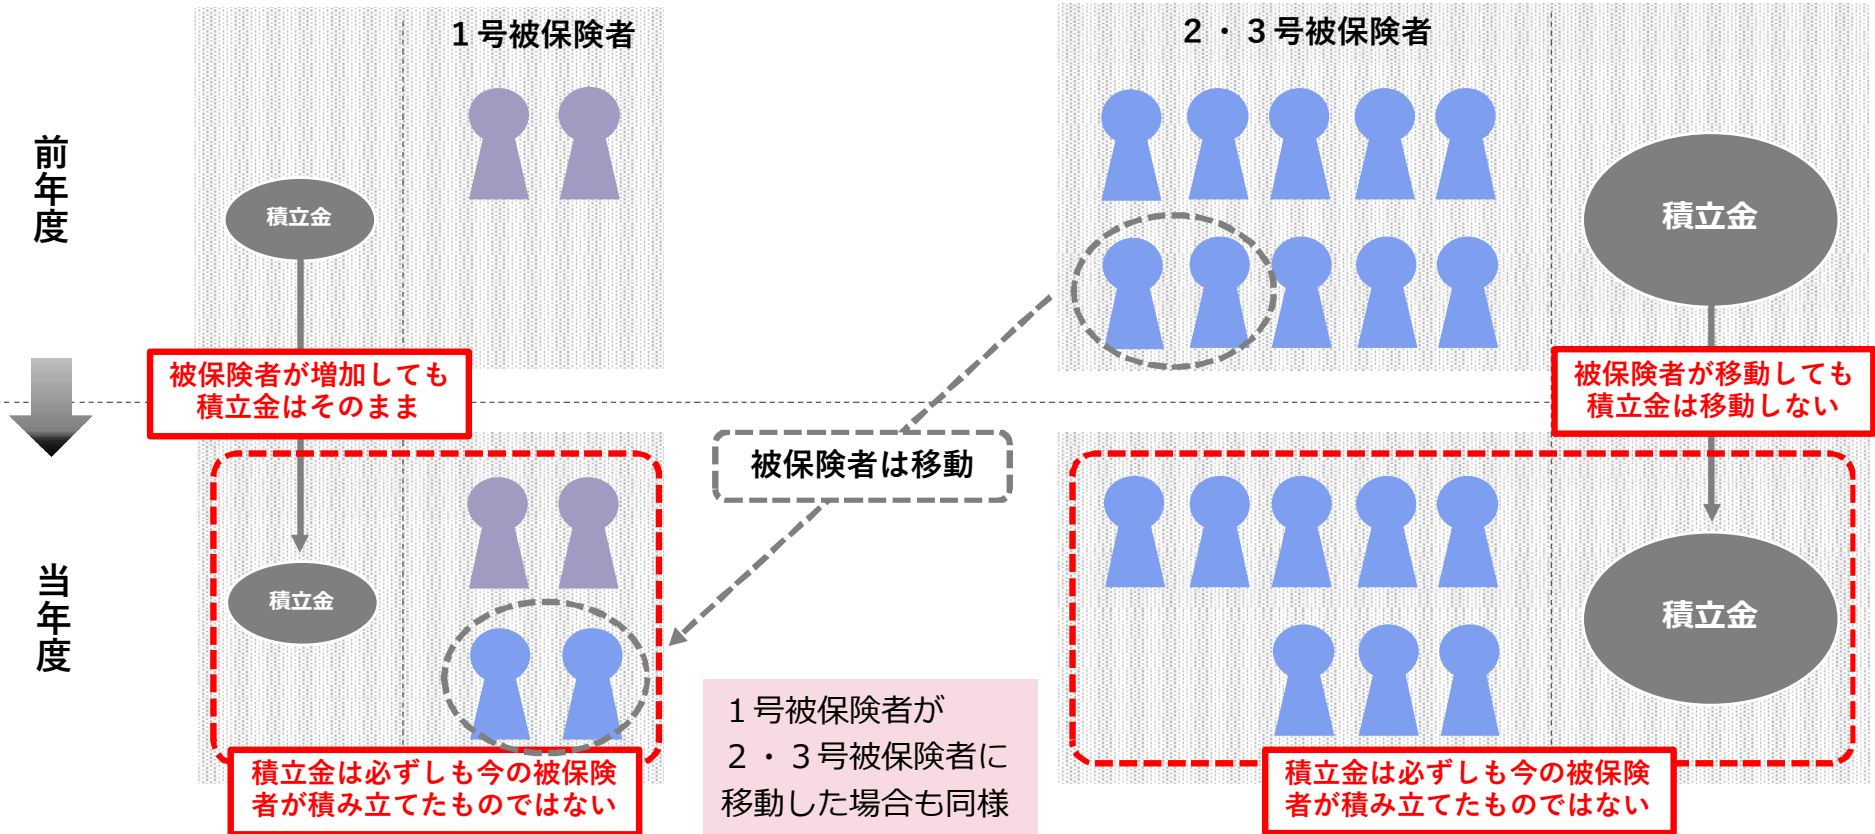 １号被保険者
２・３号被保険者
前年度
積立金
積立金
被保険者が増加しても
積立金はそのまま
被保険者が移動しても
積立金は移動しない
被保険者は移動
当年度
積立金
積立金
１号被保険者が
２・３号被保険者に
移動した場合も同様
積立金は必ずしも今の被保険
者が積み立てたものではない
積立金は必ずしも今の被保険
者が積み立てたものではない